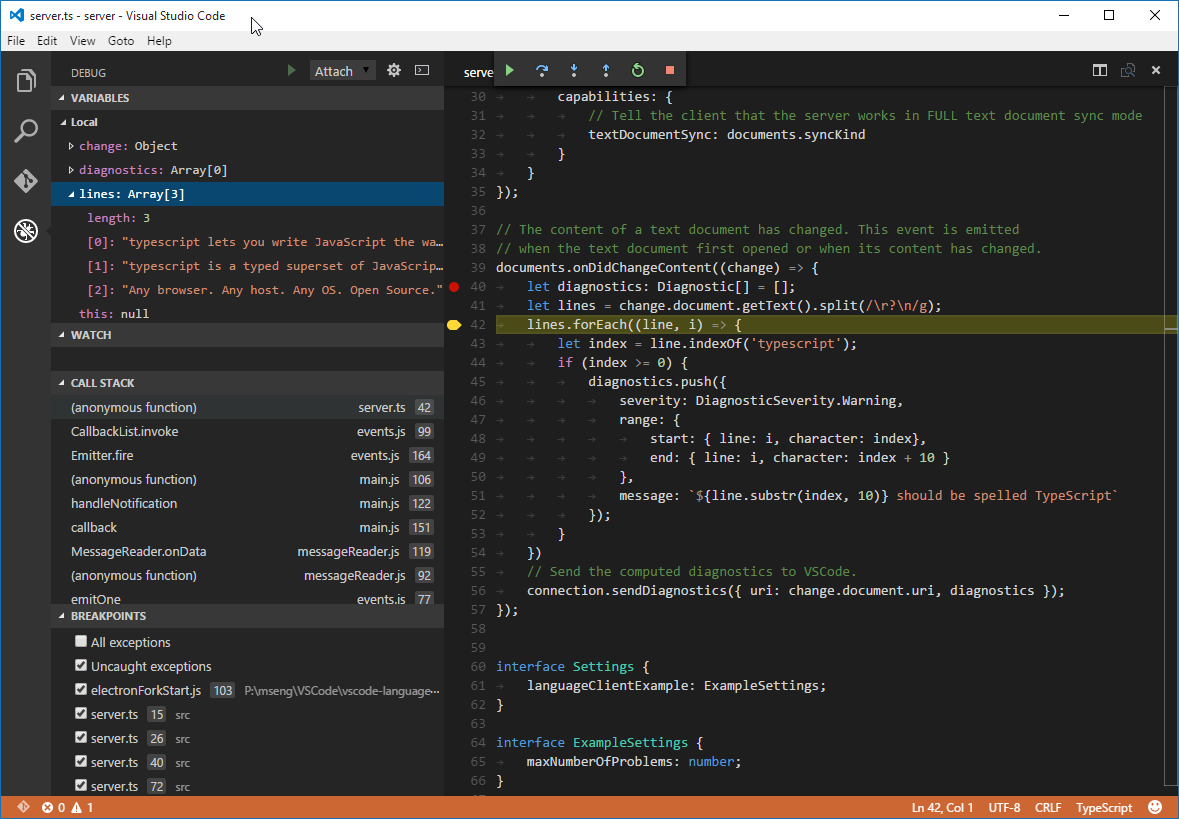 server.ts - server - Visual Studio Code
File Edit View Goto Help
DEBUG Attach
VARIABLES
Local
change: Object
diagnostics: Array[0]
lines: Array[3]
length: 3
[0]: "typescript lets you write JavaScript the wa…
[1]: "typescript is a typed superset of JavaScrip…
[2]: "Any browser. Any host. Any OS. Open Source."
this: null
WATCH
CALL STACK
(anonymous function) server.ts 42
CallbackList.invoke events.js 99
Emitter.fire events.js 164
(anonymous function) main.js 106
handleNotification main.js 122
callback main.js 151
MessageReader.onData messageReader.js 119
(anonymous function) messageReader.js 92
emitOne events.js 77
BREAKPOINTS
All exceptions
Uncaught exceptions
electronForkStart.js 103 P:\mseng\VSCode\vscode-language…
server.ts 15 src
server.ts 26 src
server.ts 40 src
server.ts 72 src
serve
30 capabilities: {
31 // Tell the client that the server works in FULL text document sync mode
32 textDocumentSync: documents.syncKind
33 }
34 }
35 });
36
37 // The content of a text document has changed. This event is emitted
38 // when the text document first opened or when its content has changed.
39 documents.onDidChangeContent((change) => {
40 let diagnostics: Diagnostic[] = [];
41 let lines = change.document.getText().split(/\r?\n/g);
42 lines.forEach((line, i) => {
43 let index = line.indexOf('typescript');
44 if (index >= 0) {
45 diagnostics.push({
46 severity: DiagnosticSeverity.Warning,
47 range: {
48 start: { line: i, character: index},
49 end: { line: i, character: index + 10 }
50 },
51 message: `${line.substr(index, 10)} should be spelled TypeScript`
52 });
53 }
54 })
55 // Send the computed diagnostics to VSCode.
56 connection.sendDiagnostics({ uri: change.document.uri, diagnostics });
57 });
58
59
60 interface Settings {
61 languageClientExample: ExampleSettings;
62 }
63
64 interface ExampleSettings {
65 maxNumberOfProblems: number;
66 }
0 1 Ln 42, Col 1 UTF-8 CRLF TypeScript